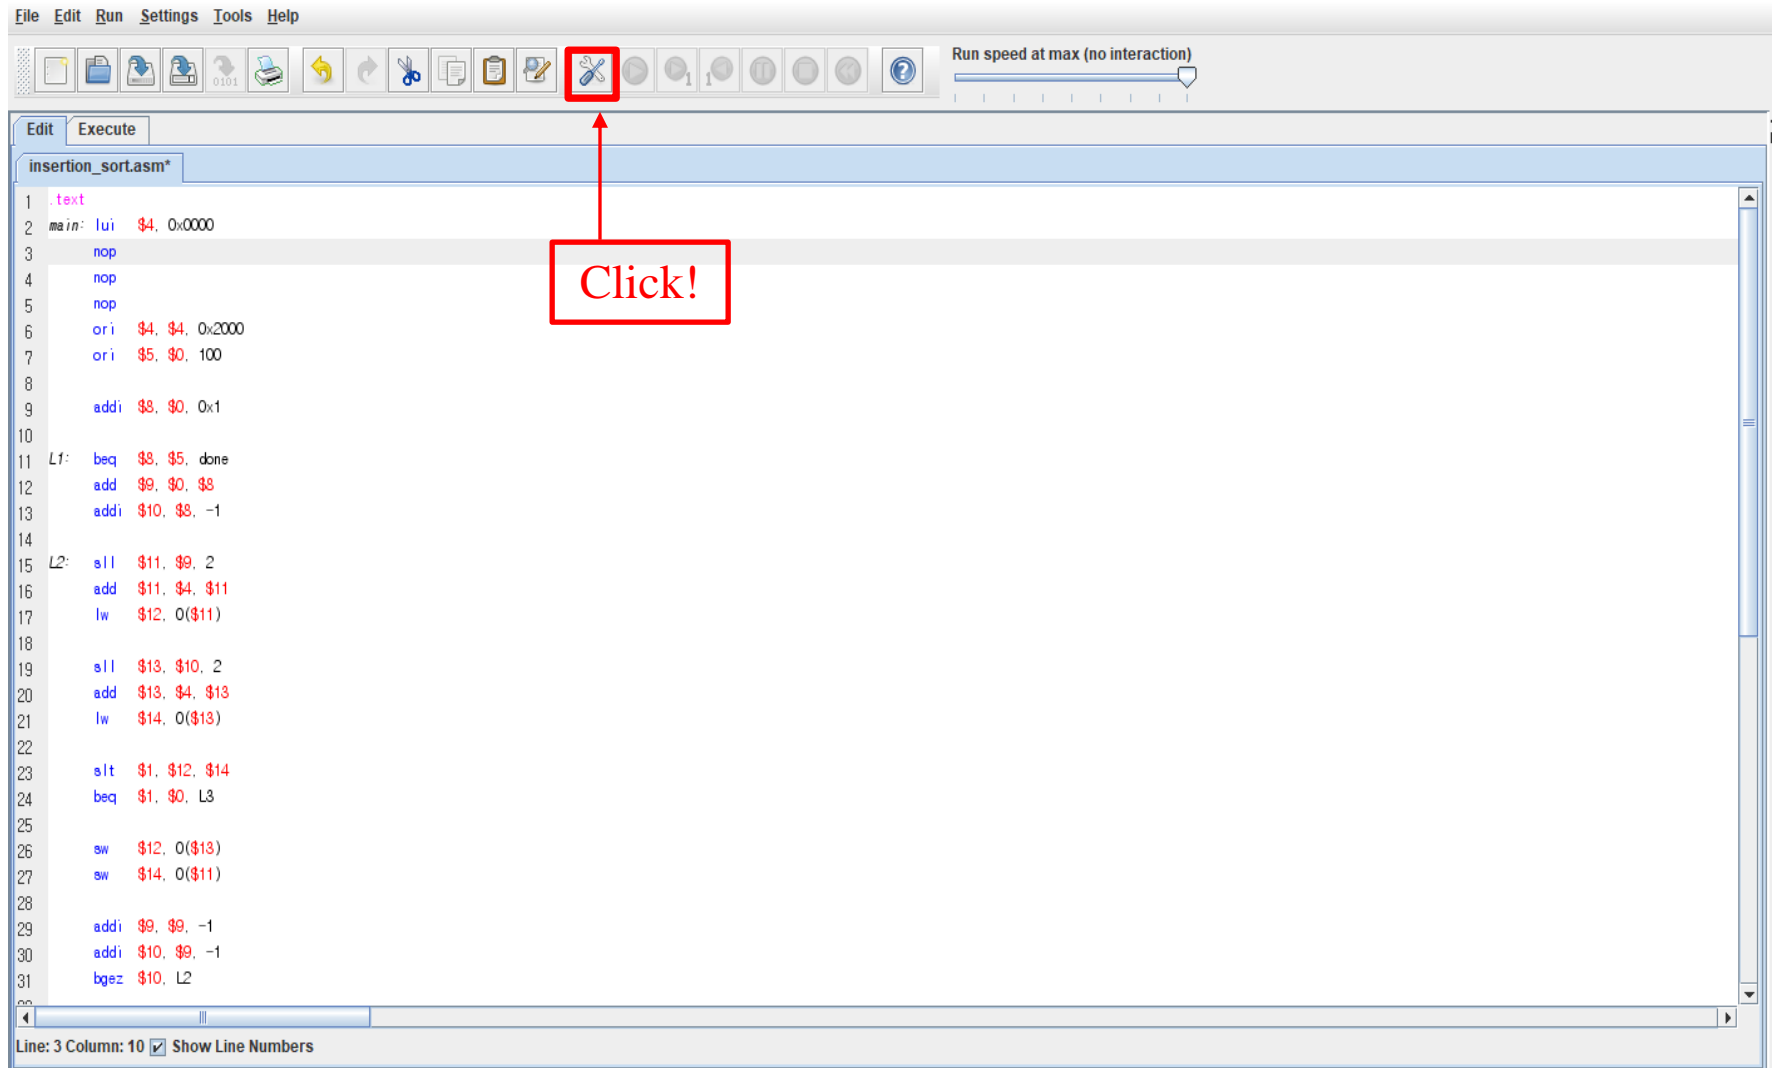 File Edit Run Settings Tools Help
Run speed at max (no interaction)
Edit Execute
insertion_sort.asm*
1 .text
2 main: lui $4, 0x0000
3 nop
4 nop
5 nop
6 ori $4, $4, 0x2000
7 ori $5, $0, 100
8
9 addi $8, $0, 0x1
10
11 L1: beq $8, $5, done
12 add $9, $0, $8
13 addi $10, $8, -1
14
15 L2: sll $11, $9, 2
16 add $11, $4, $11
17 lw $12, 0($11)
18
19 sll $13, $10, 2
20 add $13, $4, $13
21 lw $14, 0($13)
22
23 slt $1, $12, $14
24 beq $1, $0, L3
25
26 sw $12, 0($13)
27 sw $14, 0($11)
28
29 addi $9, $9, -1
30 addi $10, $9, -1
31 bgez $10, L2
Click!
Line: 3 Column: 10 Show Line Numbers